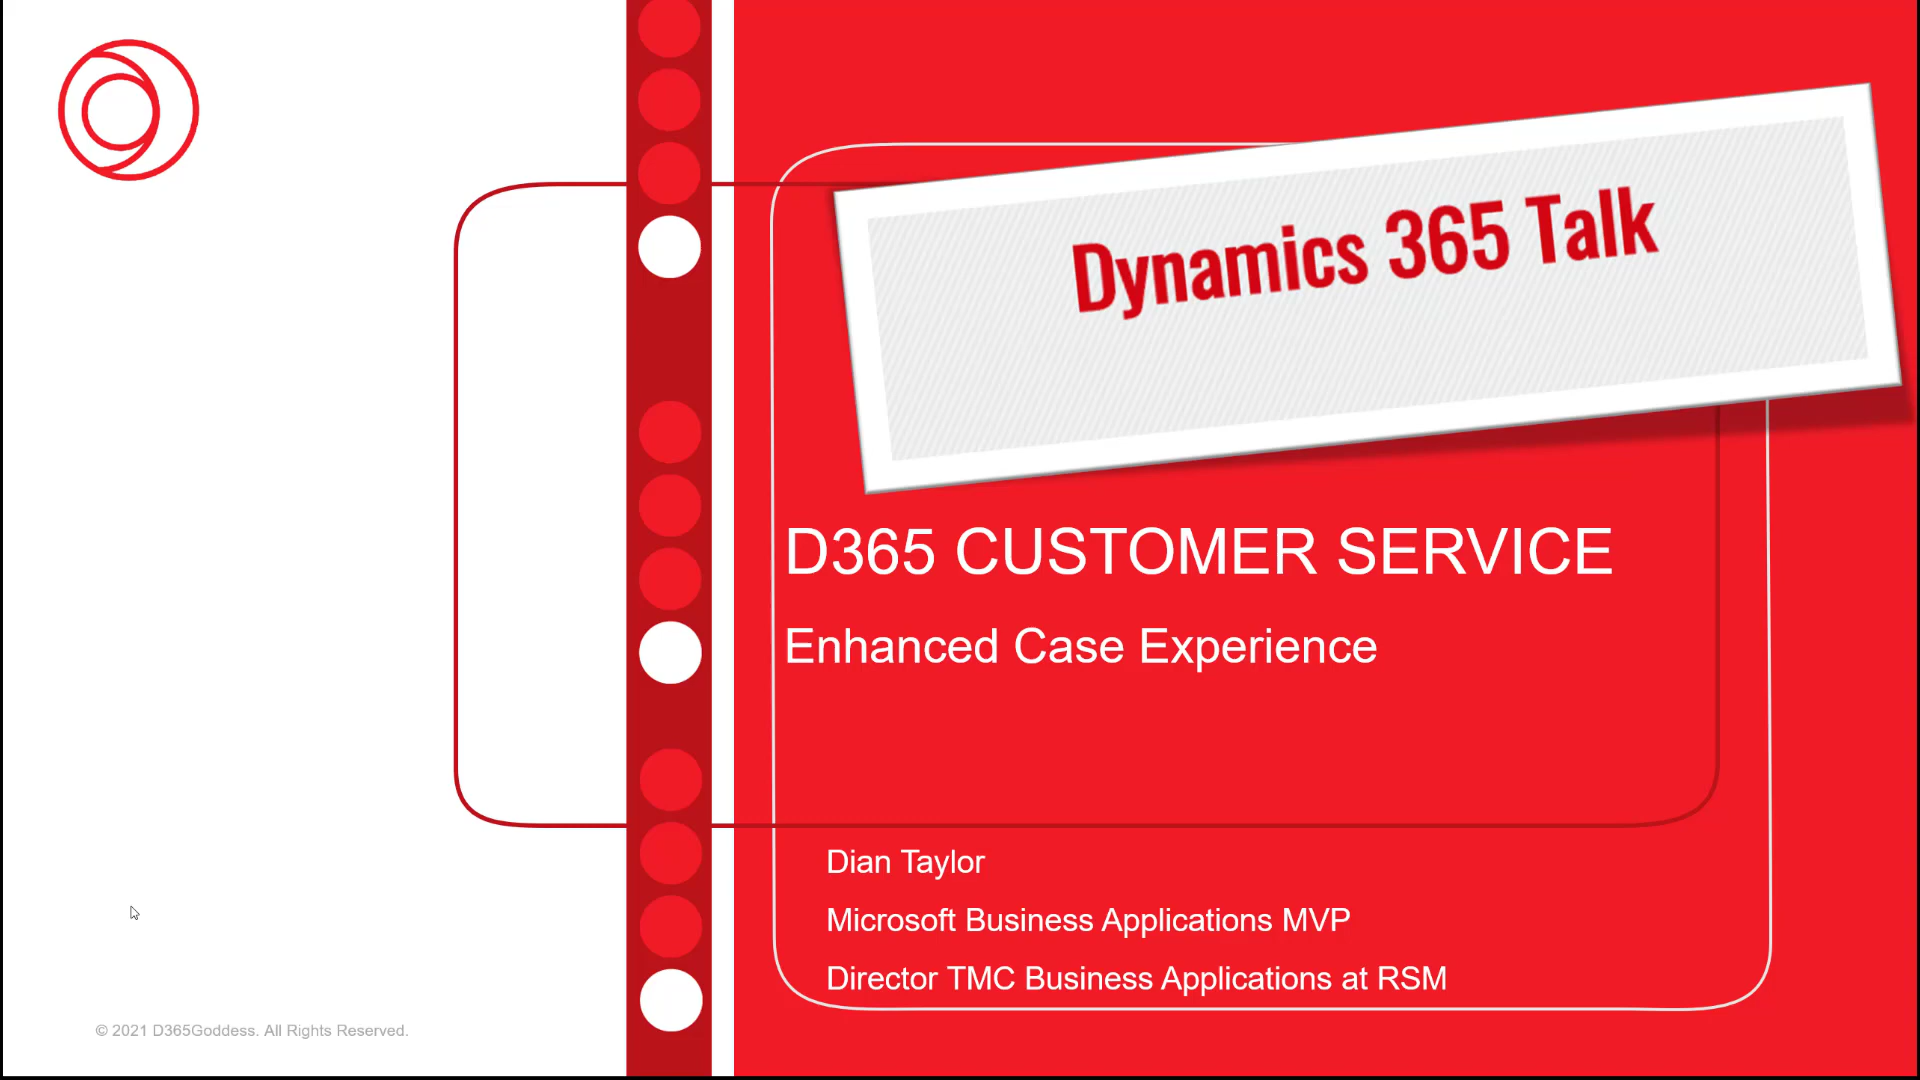 Dynamics 365 Talk
D365 CUSTOMER SERVICE
Enhanced Case Experience
Dian Taylor
Microsoft Business Applications MVP
Director TMC Business Applications at RSM
© 2021 D365Goddess. All Rights Reserved.